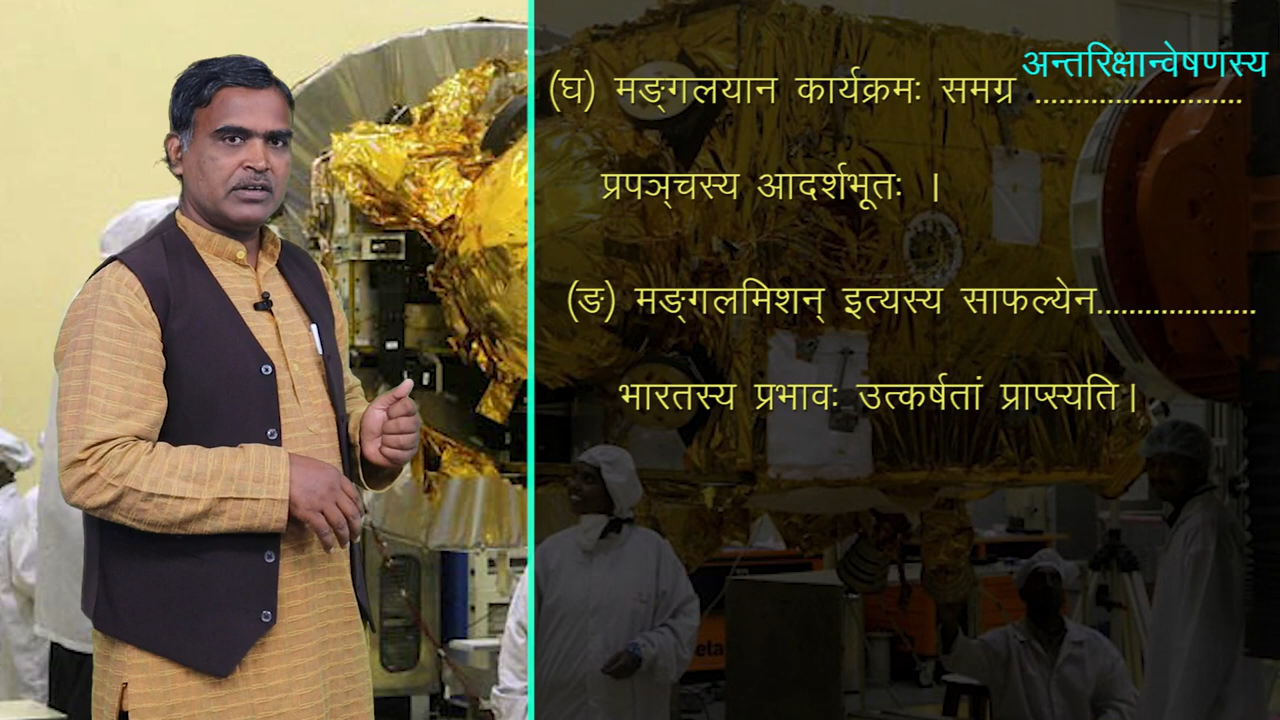 अन्तरिक्षान्वेषणस्य
(घ) मङ्गलयान कार्यक्रमः समग्र ..........................
प्रपञ्चस्य आदर्शभूतः ।
(ङ) मङ्गलमिशन् इत्यस्य साफल्येन....................
भारतस्य प्रभावः उत्कर्षतां प्राप्स्यति।